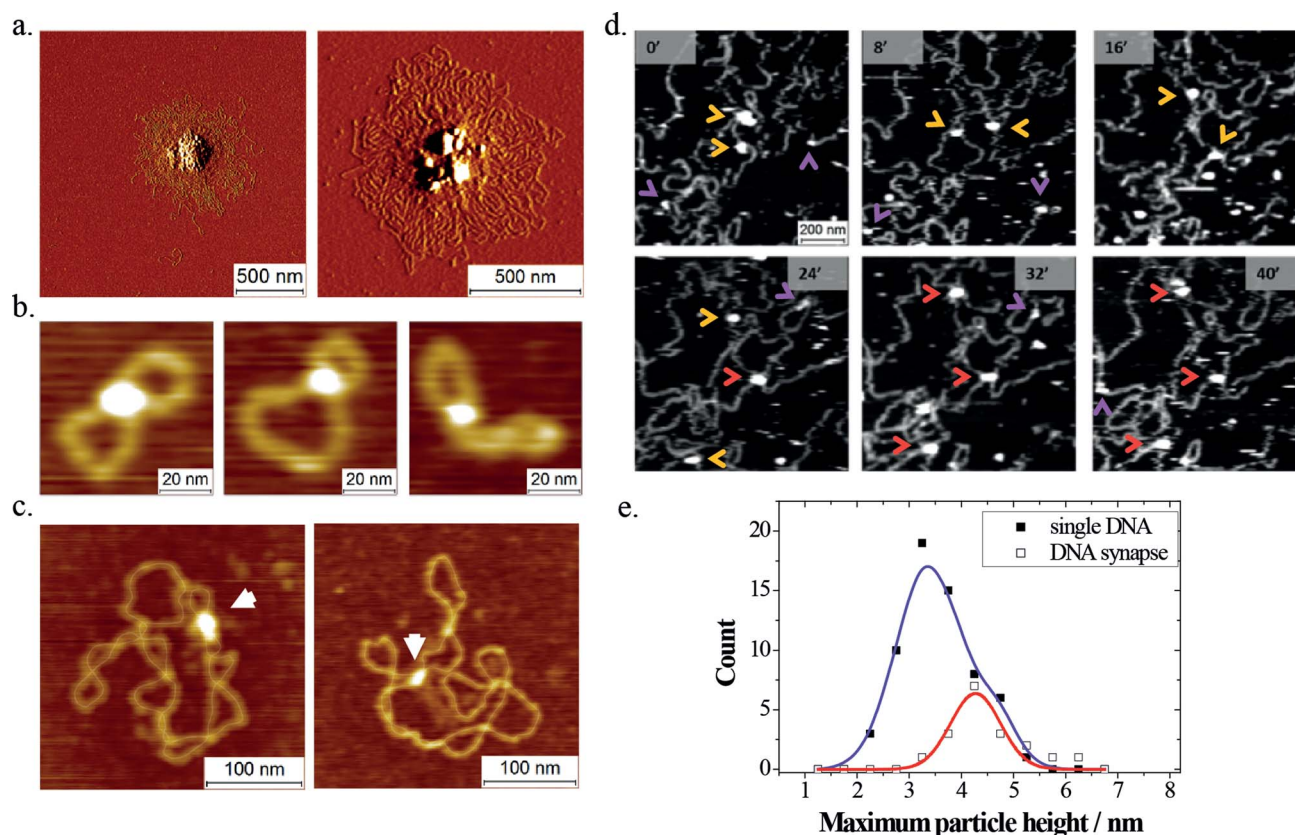 a.
500 nm
500 nm
b.
20 nm
20 nm
20 nm
c.
100 nm
100 nm
d.
0'
8'
16'
200 nm
24'
32'
40'
e.
single DNA
DNA synapse
Count
20
15
10
5
0
1 2 3 4 5 6 7 8
Maximum particle height / nm